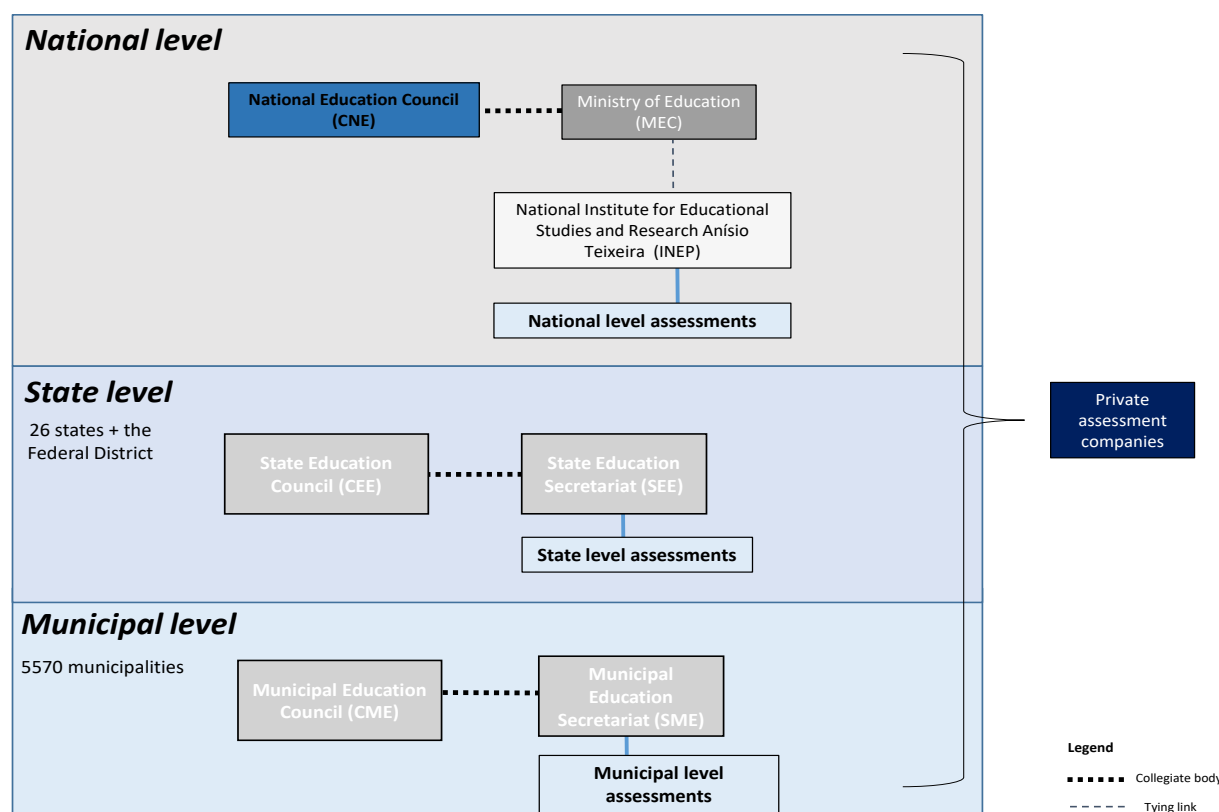 National level
National Education Council
(CNE)
Ministry of Education
(MEC)
National Institute for Educational
Studies and Research Anísio
Teixeira (INEP)
National level assessments
State level
26 states + the
Federal District
State Education
Council (CEE)
State Education
Secretariat (SEE)
State level assessments
Private
assessment
companies
Municipal level
5570 municipalities
Municipal Education
Council (CME)
Municipal
Education
Secretariat (SME)
Municipal level
assessments
Legend
Collegiate body
Tying link